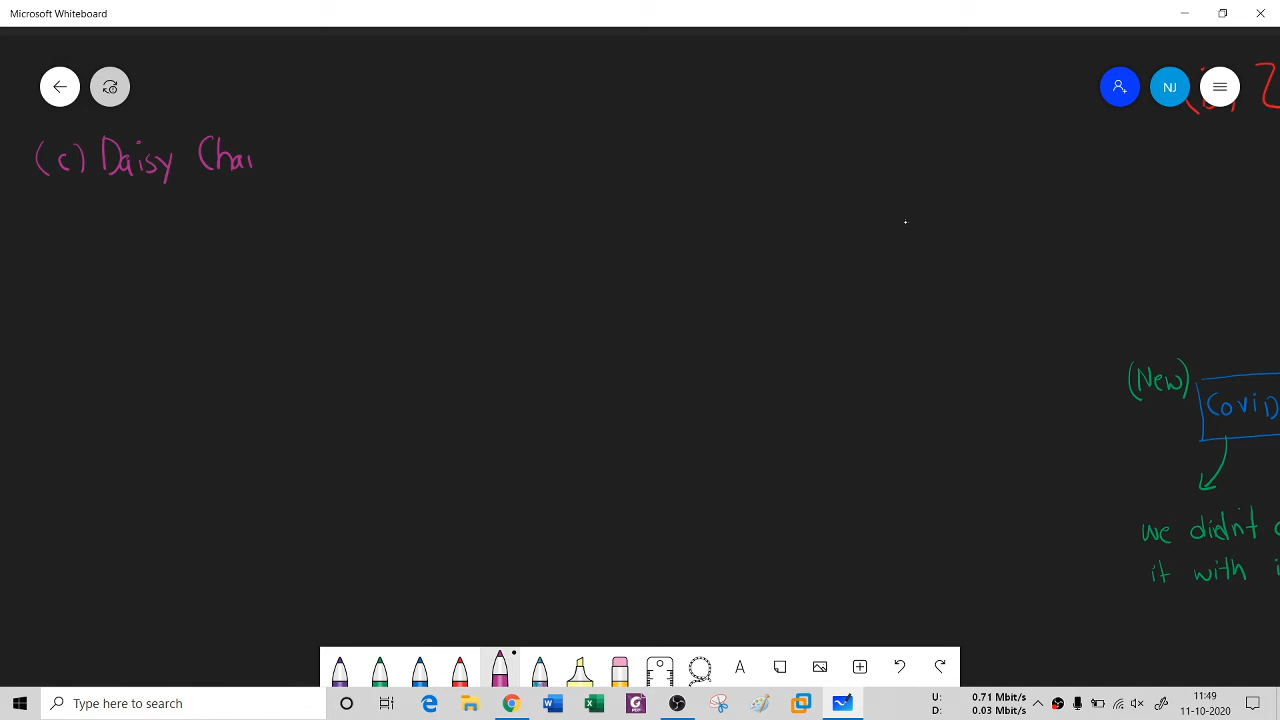 Microsoft Whiteboard
NJ
(c) Daisy Chai
(New)
Covid
we didn't
it with
A
Type here to search
U: 0.71 Mbit/s
D: 0.03 Mbit/s
11:49
11-10-2020